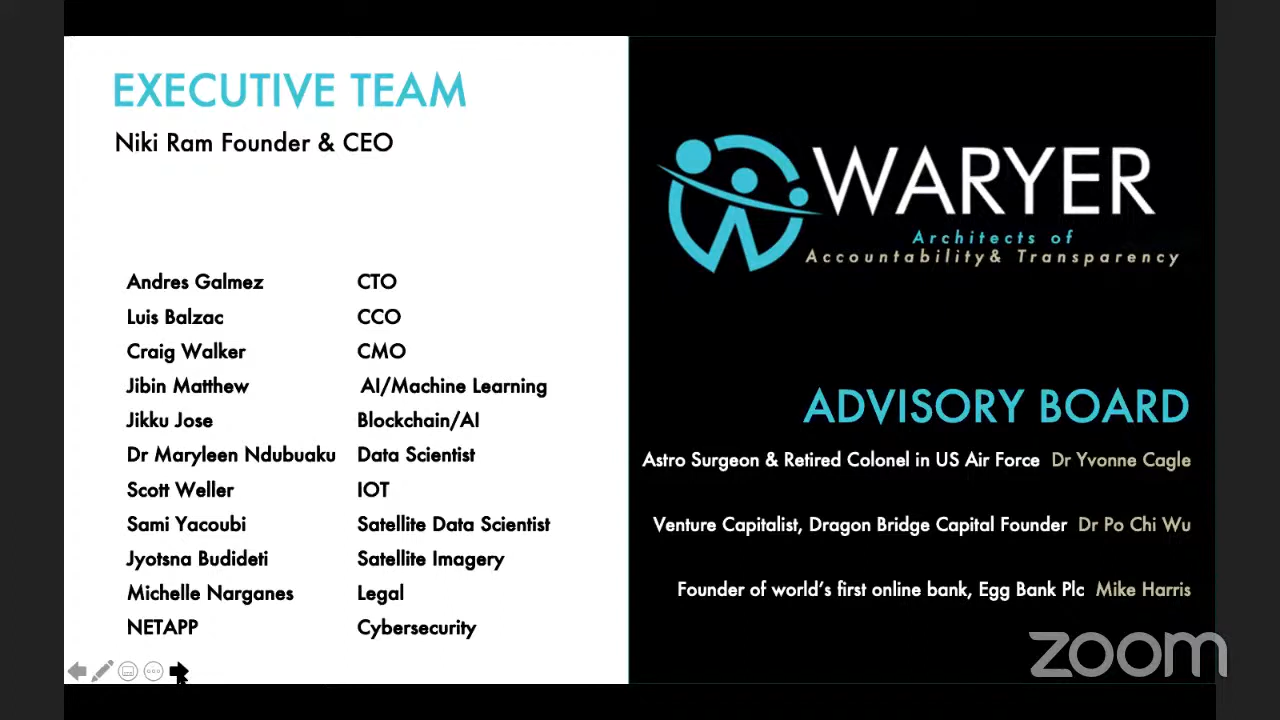 EXECUTIVE TEAM
Niki Ram Founder & CEO
Andres Galmez CTO
Luis Balzac CCO
Craig Walker CMO
Jibin Matthew AI/Machine Learning
Jikku Jose Blockchain/AI
Dr Maryleen Ndubuaku Data Scientist
Scott Weller IOT
Sami Yacoubi Satellite Data Scientist
Jyotsna Budideti Satellite Imagery
Michelle Narganes Legal
NETAPP Cybersecurity
WARYER
Architects of
Accountability& Transparency
ADVISORY BOARD
Astro Surgeon & Retired Colonel in US Air Force Dr Yvonne Cagle
Venture Capitalist, Dragon Bridge Capital Founder Dr Po Chi Wu
Founder of world's first online bank, Egg Bank Plc Mike Harris
zoom